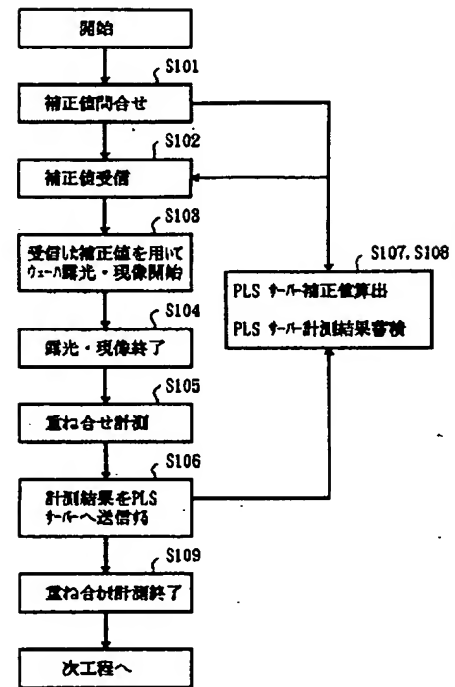 開始
S101
補正値問合せ
S102
補正値受信
S103
受信した補正値を用いて
ウェーハ露光・現像開始
S107, S108
PLS サーバー補正値算出
PLS サーバー計測結果蓄積
S104
露光・現像終了
S105
重ね合せ計測
S106
計測結果をPLS
サーバーへ送信する
S109
重ね合せ計測終了
次工程へ